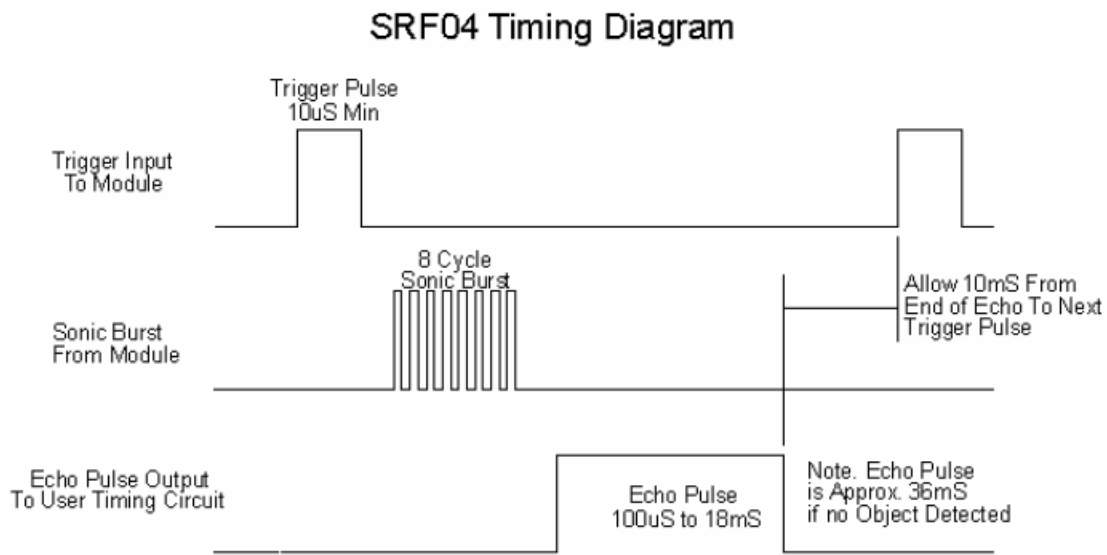 SRF04 Timing Diagram
Trigger Pulse
10uS Min
Trigger Input
To Module
8 Cycle
Sonic Burst
Allow 10mS From
End of Echo To Next
Trigger Pulse
Sonic Burst
From Module
Echo Pulse Output
To User Timing Circuit
Echo Pulse
100uS to 18mS
Note. Echo Pulse
is Approx. 36mS
if no Object Detected